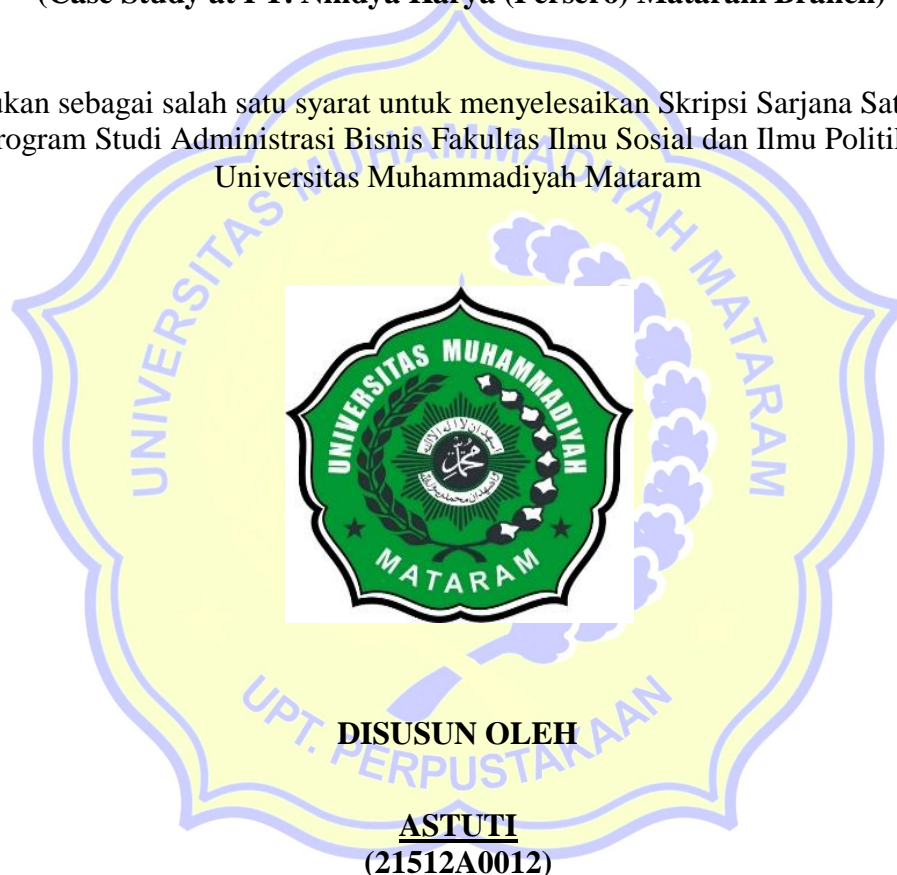 (Case Study at PT. Nindya Karya (Persero) Mataram Branch)
ukan sebagai salah satu syarat untuk menyelesaikan Skripsi Sarjana Sat
rogram Studi Administrasi Bisnis Fakultas Ilmu Sosial dan Ilmu Politi
Universitas Muhammadiyah Mataram
UNIVERSITAS MUHAMMADIYAH MATARAM
UNIVERSITAS MUHAMMADIYAH
MATARAM
UPT. PERPUSTAKAAN
DISUSUN OLEH
ASTUTI
(21512A0012)